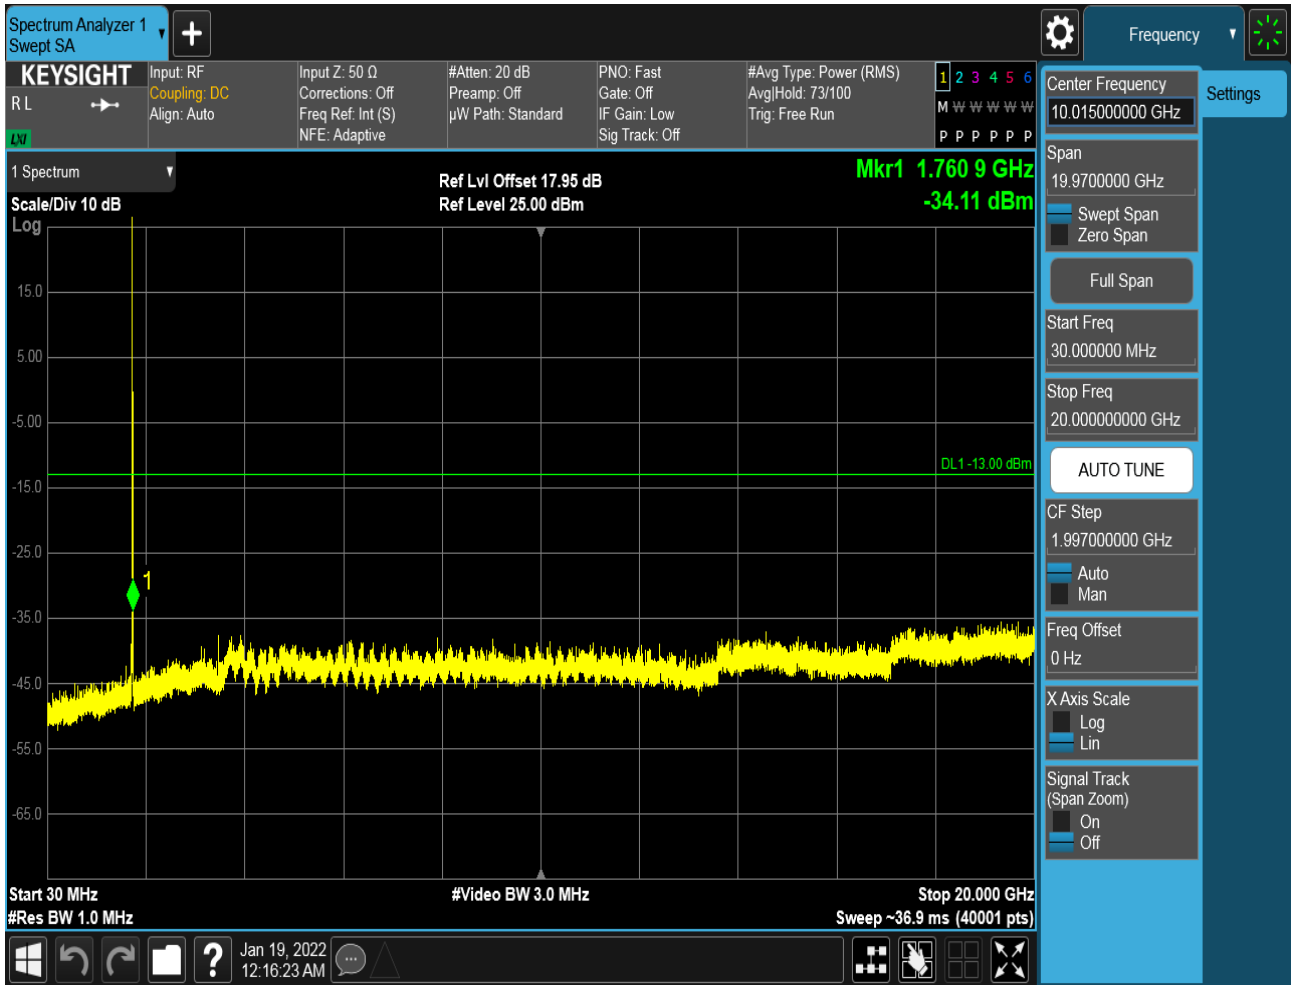 Spectrum Analyzer 1
Swept SA
Frequency
KEYSIGHT
R L
LXI
Input: RF
Coupling: DC
Align: Auto
Input Z: 50 Ω
Corrections: Off
Freq Ref: Int (S)
NFE: Adaptive
#Atten: 20 dB
Preamp: Off
µW Path: Standard
PNO: Fast
Gate: Off
IF Gain: Low
Sig Track: Off
#Avg Type: Power (RMS)
Avg|Hold: 73/100
Trig: Free Run
1 2 3 4 5 6
M W W W W W
P P P P P P
1 Spectrum
Scale/Div 10 dB
Log
Ref Lvl Offset 17.95 dB
Ref Level 25.00 dBm
Mkr1 1.760 9 GHz
-34.11 dBm
15.0
5.00
-5.00
DL1 -13.00 dBm
-15.0
-25.0
1
-35.0
-45.0
-55.0
-65.0
Start 30 MHz
#Res BW 1.0 MHz
#Video BW 3.0 MHz
Stop 20.000 GHz
Sweep ~36.9 ms (40001 pts)
Center Frequency
10.015000000 GHz
Settings
Span
19.9700000 GHz
Swept Span
Zero Span
Full Span
Start Freq
30.000000 MHz
Stop Freq
20.000000000 GHz
AUTO TUNE
CF Step
1.997000000 GHz
Auto
Man
Freq Offset
0 Hz
X Axis Scale
Log
Lin
Signal Track
(Span Zoom)
On
Off
?
Jan 19, 2022
12:16:23 AM